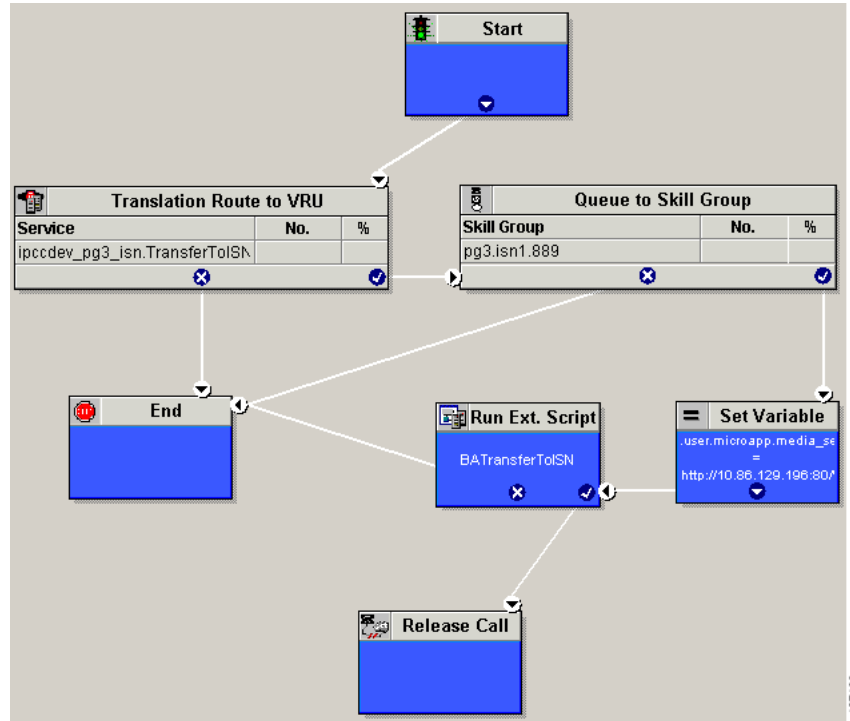 Start
Translation Route to VRU
Service No. %
ipccdev_pg3_isn.TransferToISN
Queue to Skill Group
Skill Group No. %
pg3.isn1.889
End
Run Ext. Script
BATransferToISN
= Set Variable
.user.microapp.media_se
=
http://10.86.129.196:80/
Release Call